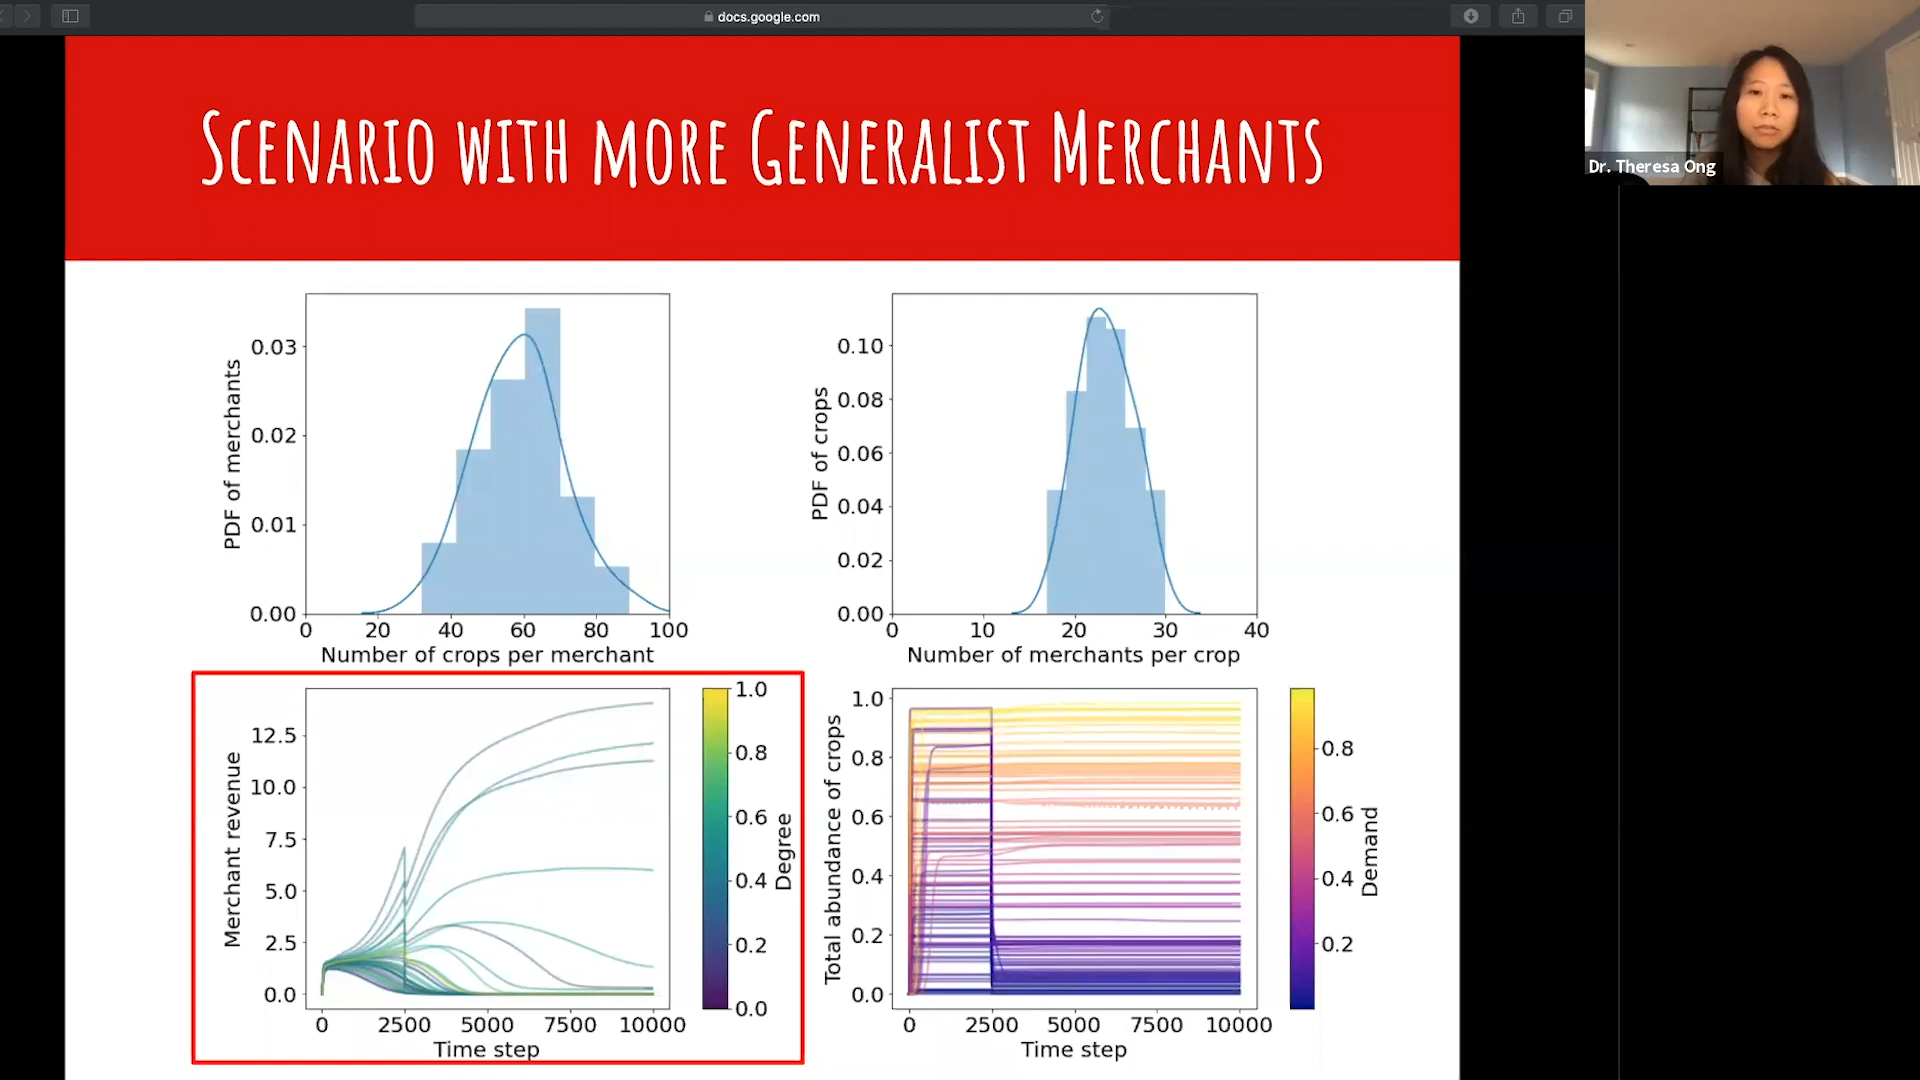 docs.google.com
Dr. Theresa Ong
SCENARIO WITH MORE GENERALIST MERCHANTS
PDF of merchants
0.03
0.02
0.01
0.00
0 20 40 60 80 100
Number of crops per merchant
PDF of crops
0.10
0.08
0.06
0.04
0.02
0.00
0 10 20 30 40
Number of merchants per crop
Merchant revenue
12.5
10.0
7.5
5.0
2.5
0.0
0 2500 5000 7500 10000
Time step
1.0
0.8
0.6
0.4
0.2
0.0
Degree
Total abundance of crops
1.0
0.8
0.6
0.4
0.2
0.0
0 2500 5000 7500 10000
Time step
0.8
0.6
0.4
0.2
Demand